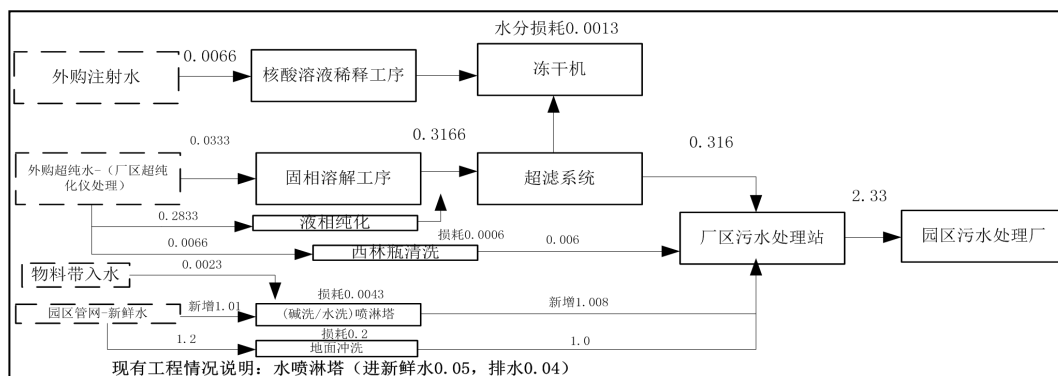 水分损耗0.0013
0.0066
外购注射水
核酸溶液稀释工序
冻干机
0.0333
0.3166
0.316
外购超纯水-（厂区超纯
化仪处理）
固相溶解工序
超滤系统
2.33
0.2833
液相纯化
厂区污水处理站
园区污水处理厂
损耗0.0006
0.0066
西林瓶清洗
0.006
物料带入水
0.0023
损耗0.0043
园区管网-新鲜水
新增1.01
(碱洗/水洗)喷淋塔
新增1.008
损耗0.2
1.2
地面冲洗
1.0
现有工程情况说明：水喷淋塔（进新鲜水0.05，排水0.04）